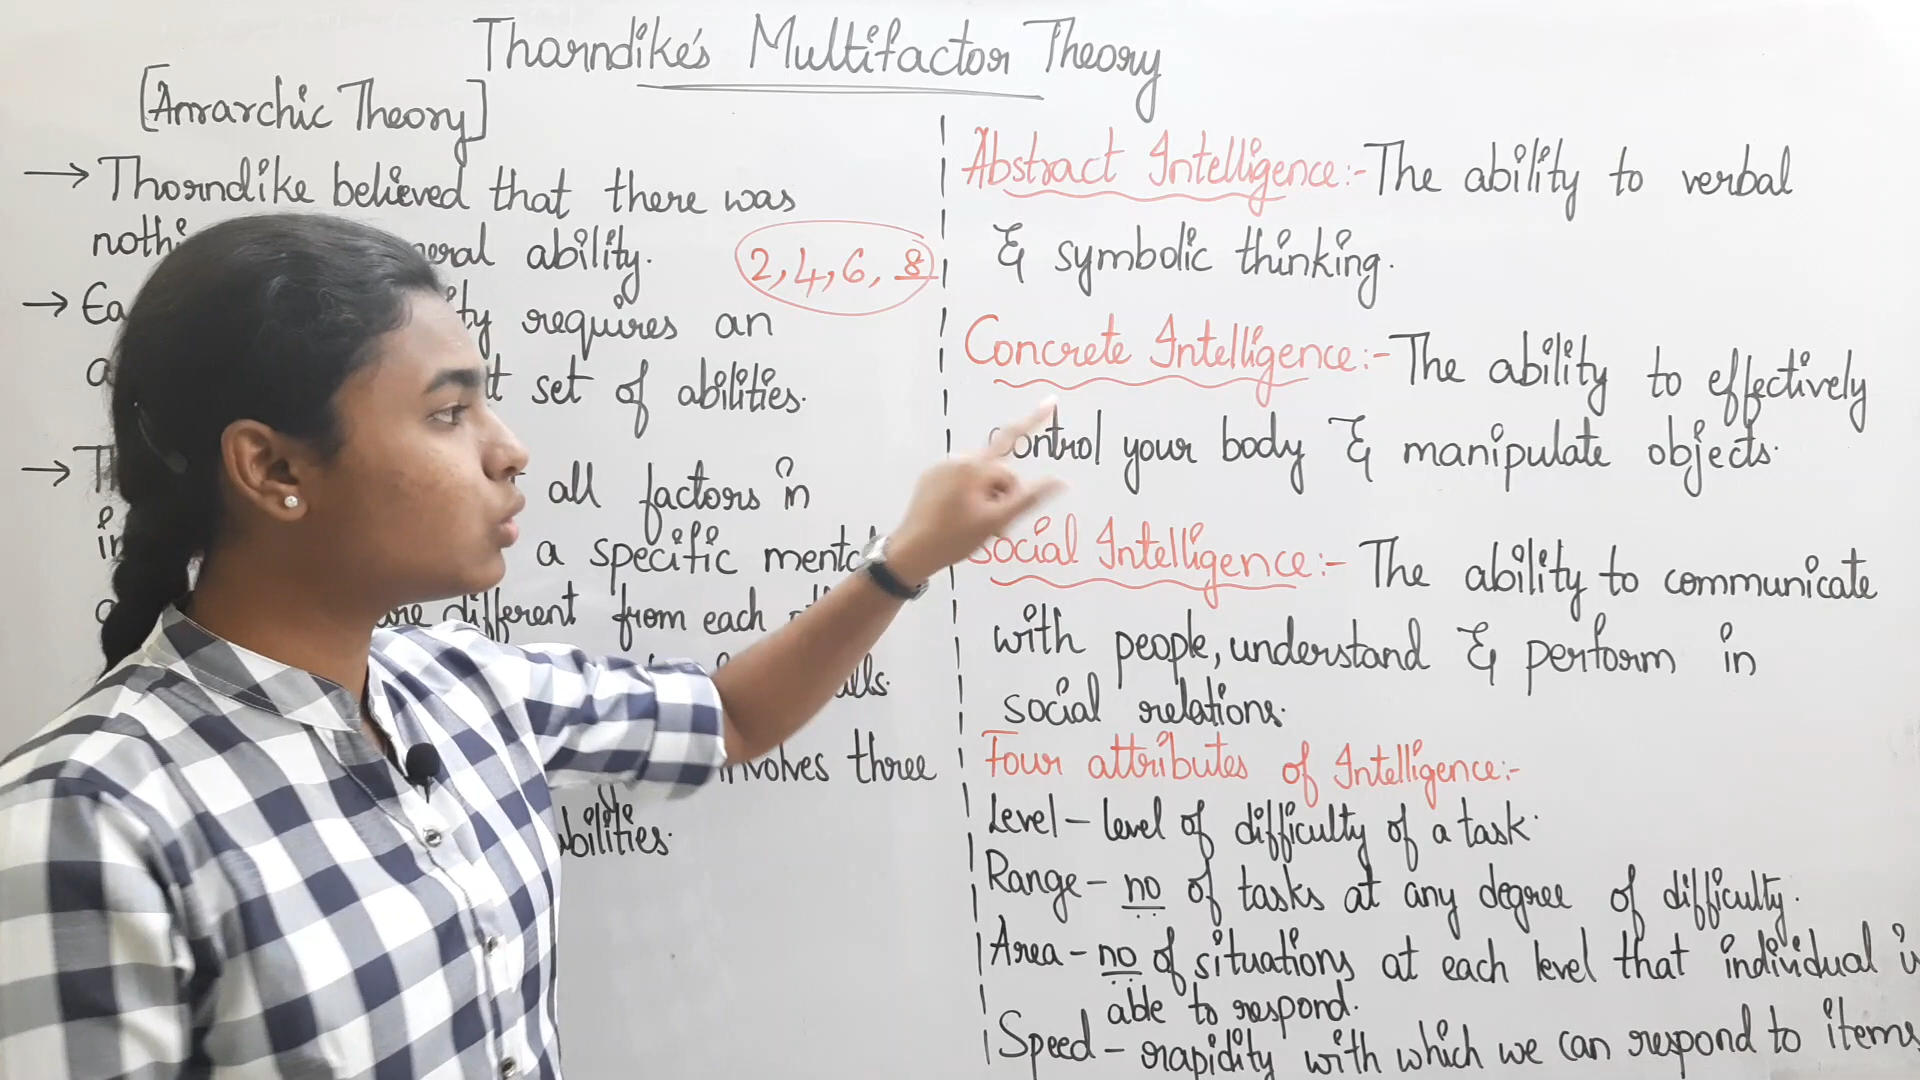 Thorndike's Multifactor Theory
[Anarchic Theory]
→ Thorndike believed that there was
ability.
2, 4, 6, 8
→ requires an
set of abilities.
→ all factors in
a specific
different from each
involves three
Abstract Intelligence:- The ability to verbal
& symbolic thinking.
Concrete Intelligence:- The ability to effectively
control your body & manipulate objects.
Social Intelligence:- The ability to communicate
with people, understand & perform in
social relations.
Four attributes of Intelligence:-
Level - level of difficulty of a task.
Range - no of tasks at any degree of difficulty.
Area - no of situations at each level that individual
able to respond.
Speed - rapidity with which we can respond to items